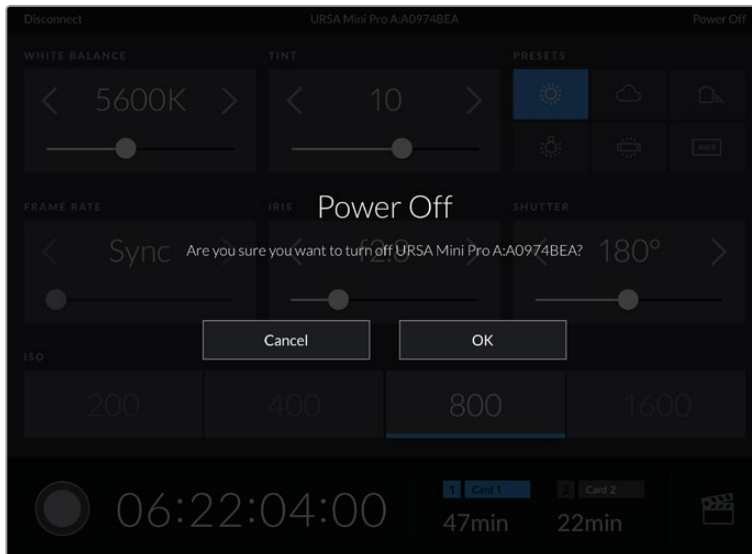 Disconnect URSA Mini Pro A:A0974BEA Power Off
WHITE BALANCE TINT PRESETS
5600K 10
AWB
FRAME RATE IRIS SHUTTER
Power Off
Sync f2.8 180°
Are you sure you want to turn off URSA Mini Pro A:A0974BEA?
Cancel OK
ISO
200 400 800 1600
1 Card 1 2 Card 2
06:22:04:00 47min 22min